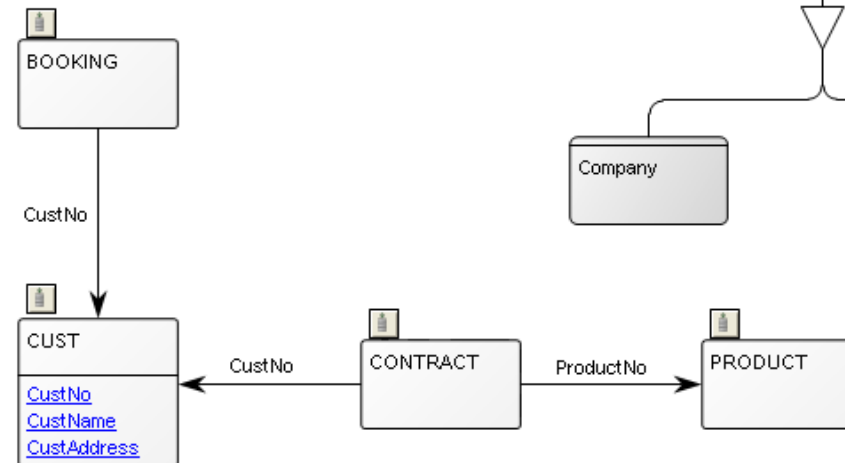 BOOKING
Company
CustNo
CUST
CustNo
CONTRACT
ProductNo
PRODUCT
CustNo
CustName
CustAddress